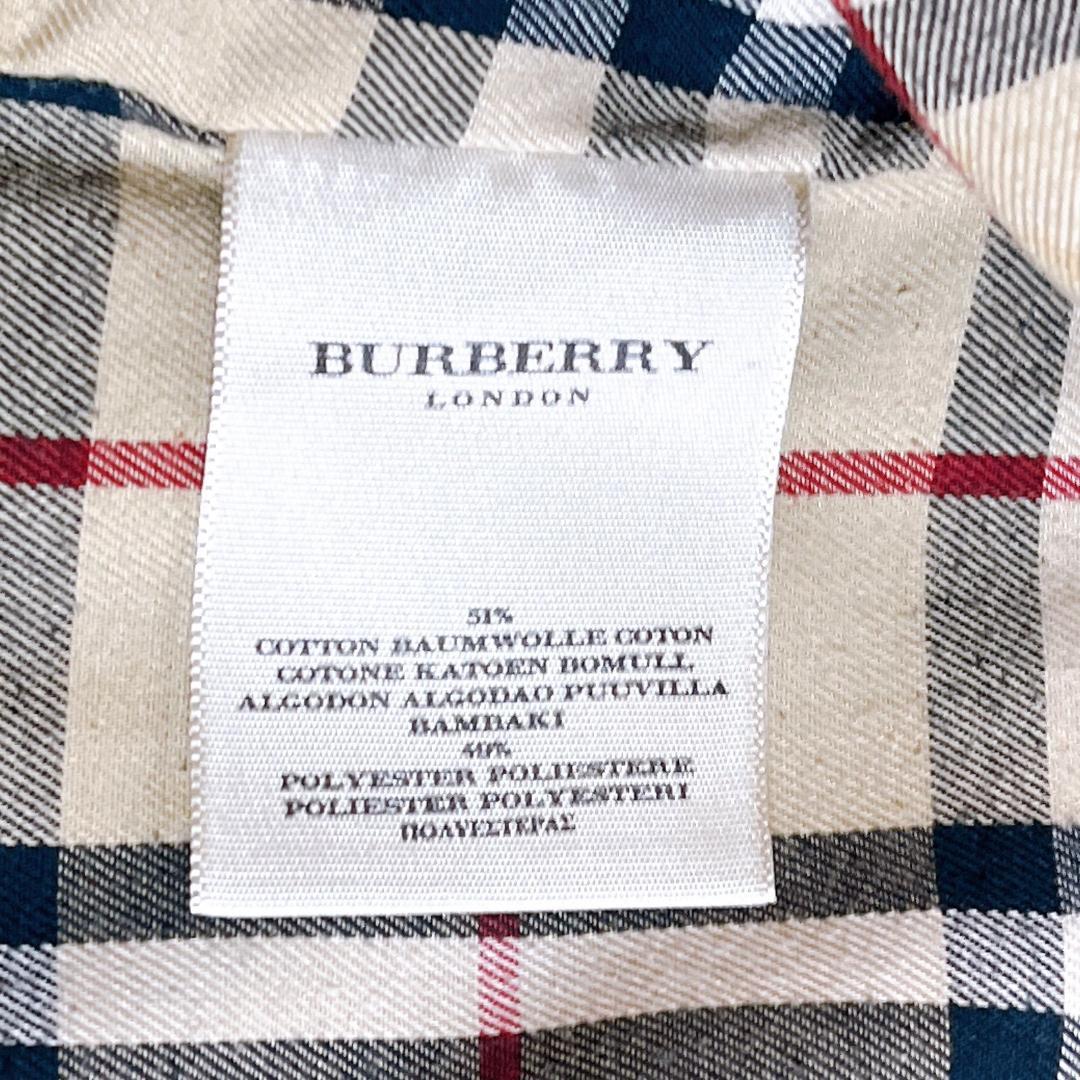 BURBERRY
LONDON
51%
COTTON BAUMWOLLE COTON
COTONE KATOEN BOMULL
ALGODON ALGODAO PUUVILLA
BAMBAKI
49%
POLYESTER POLIESTERE
POLIESTER POLYESTERI
ΠΟΛΥΕΣΤΕΡΑΣ